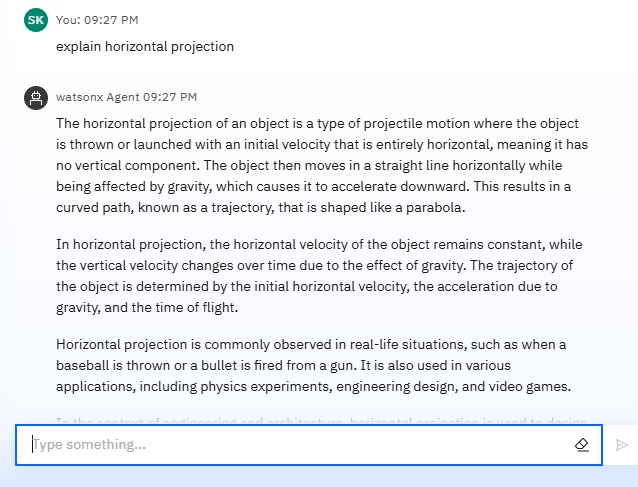 SK You: 09:27 PM
explain horizontal projection
watsonx Agent 09:27 PM
The horizontal projection of an object is a type of projectile motion where the object
is thrown or launched with an initial velocity that is entirely horizontal, meaning it has
no vertical component. The object then moves in a straight line horizontally while
being affected by gravity, which causes it to accelerate downward. This results in a
curved path, known as a trajectory, that is shaped like a parabola.
In horizontal projection, the horizontal velocity of the object remains constant, while
the vertical velocity changes over time due to the effect of gravity. The trajectory of
the object is determined by the initial horizontal velocity, the acceleration due to
gravity, and the time of flight.
Horizontal projection is commonly observed in real-life situations, such as when a
baseball is thrown or a bullet is fired from a gun. It is also used in various
applications, including physics experiments, engineering design, and video games.
In the context of engineering and architecture, horizontal projection is used to design
Type something...